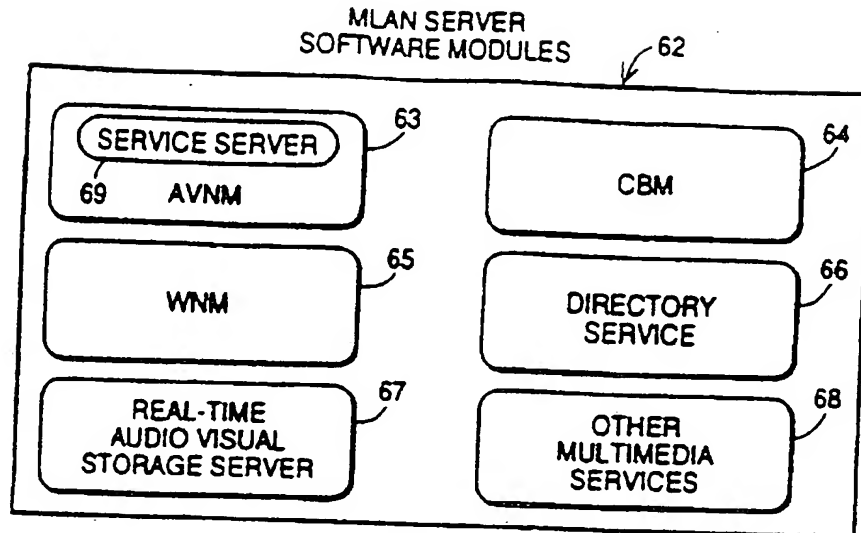 MLAN SERVER
SOFTWARE MODULES
62
SERVICE SERVER
63
69
AVNM
CBM
64
WNM
65
DIRECTORY
SERVICE
66
REAL-TIME
AUDIO VISUAL
STORAGE SERVER
67
OTHER
MULTIMEDIA
SERVICES
68